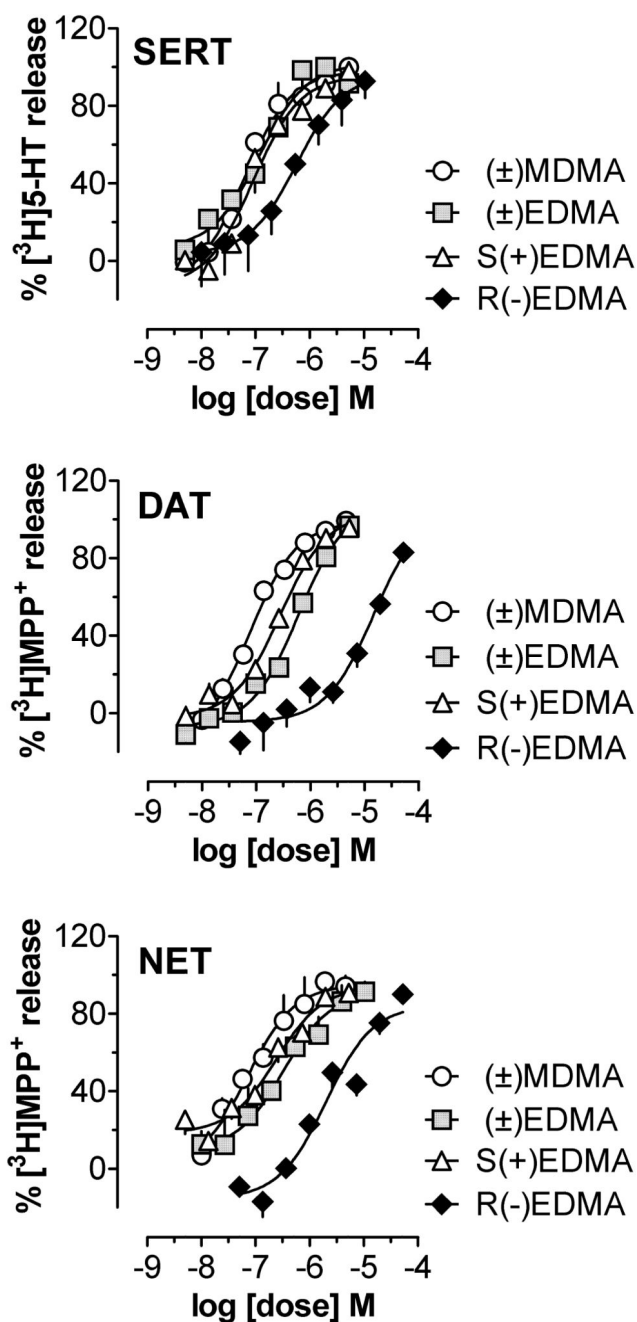 SERT
% [³H]5-HT release
120
80
40
0
-9 -8 -7 -6 -5 -4
log [dose] M
(±)MDMA
(±)EDMA
S(+)EDMA
R(-)EDMA
DAT
% [³H]MPP⁺ release
120
80
40
0
-9 -8 -7 -6 -5 -4
log [dose] M
(±)MDMA
(±)EDMA
S(+)EDMA
R(-)EDMA
NET
% [³H]MPP⁺ release
120
80
40
0
-9 -8 -7 -6 -5 -4
log [dose] M
(±)MDMA
(±)EDMA
S(+)EDMA
R(-)EDMA